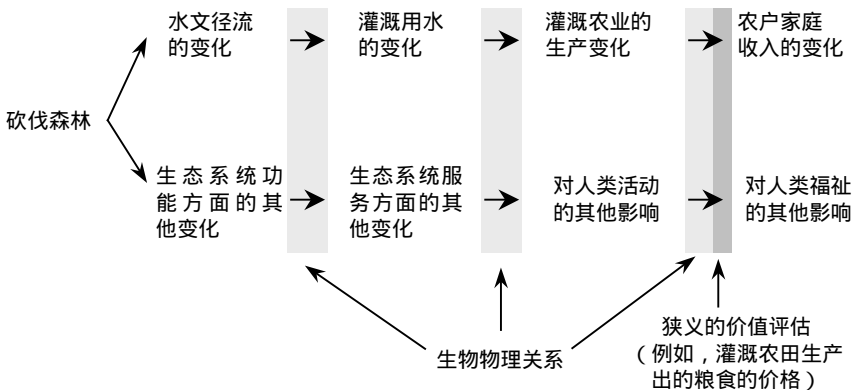 水文径流
的变化
灌溉用水
的变化
灌溉农业的
生产变化
农户家庭
收入的变化
砍伐森林
生态系统功
能方面的其
他变化
生态系统服
务方面的其
他变化
对人类活动
的其他影响
对人类福祉
的其他影响
生物物理关系
狭义的价值评估
（例如，灌溉农田生产
出的粮食的价格）